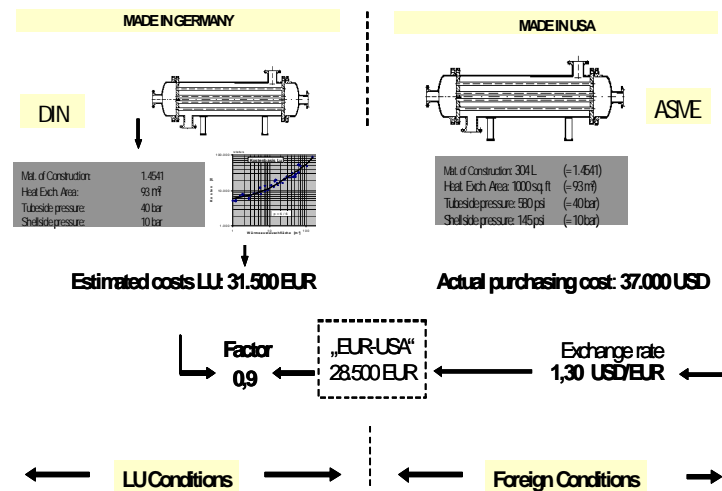 MADE IN GERMANY
MADE IN USA
DIN
ASME
Mat. of Construction: 1.4541
Heat Exch. Area: 93 m²
Tubeside pressure: 40 bar
Shellside pressure: 10 bar
Mat. of Construction: 304 L (= 1.4541)
Heat. Exch. Area: 1000 sq. ft (= 93 m²)
Tubeside pressure: 580 psi (= 40 bar)
Shellside pressure: 145 psi (= 10 bar)
Estimated costs LU: 31.500 EUR
Actual purchasing cost: 37.000 USD
Factor
0,9
„EUR-USA“
28.500 EUR
Exchange rate
1,30 USD/EUR
LU Conditions
Foreign Conditions